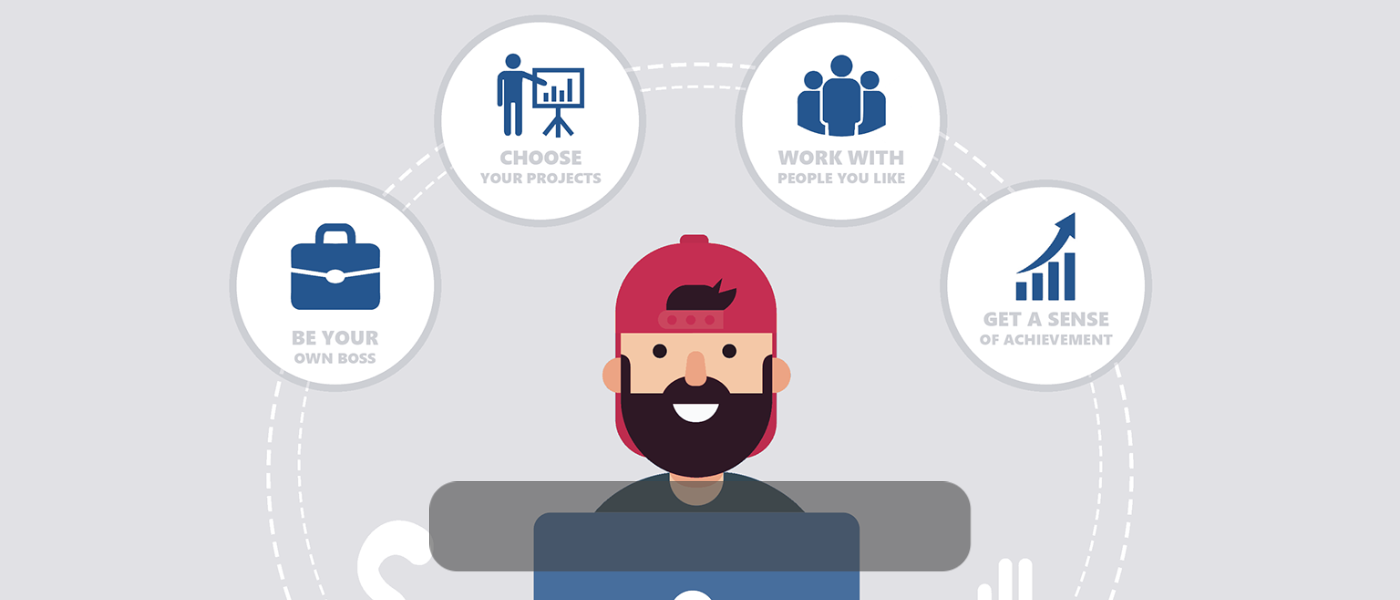 CHOOSE
YOUR PROJECTS
WORK WITH
PEOPLE YOU LIKE
BE YOUR
OWN BOSS
GET A SENSE
OF ACHIEVEMENT